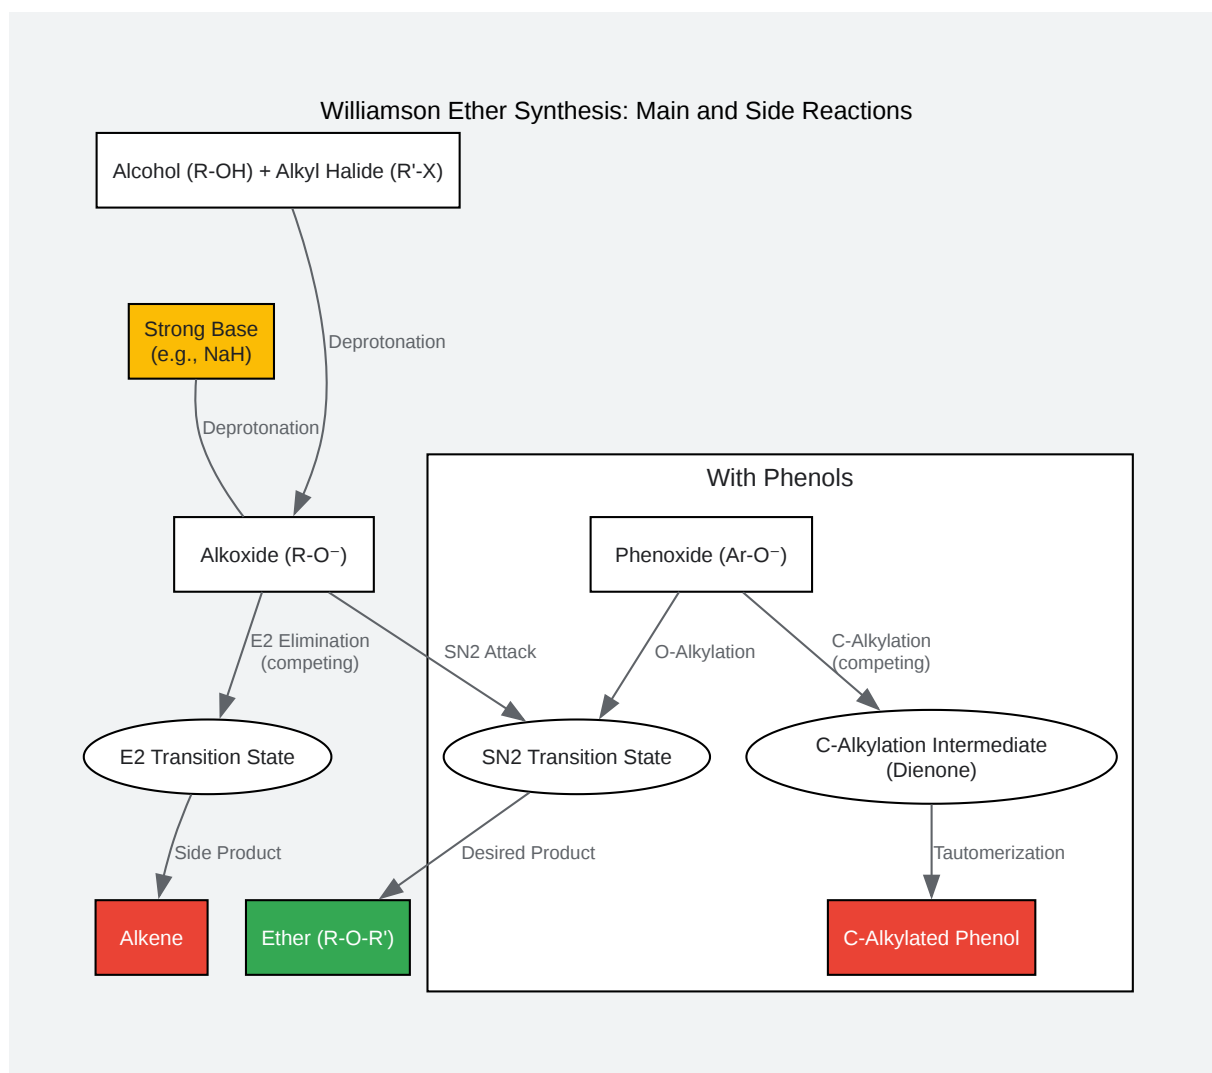 Williamson Ether Synthesis: Main and Side Reactions
Alcohol (R-OH) + Alkyl Halide (R'-X)
Strong Base
(e.g., NaH)
Deprotonation
Deprotonation
With Phenols
Alkoxide (R-O⁻)
Phenoxide (Ar-O⁻)
E2 Elimination
(competing)
SN2 Attack
O-Alkylation
C-Alkylation
(competing)
E2 Transition State
SN2 Transition State
C-Alkylation Intermediate
(Dienone)
Side Product
Desired Product
Tautomerization
Alkene
Ether (R-O-R')
C-Alkylated Phenol